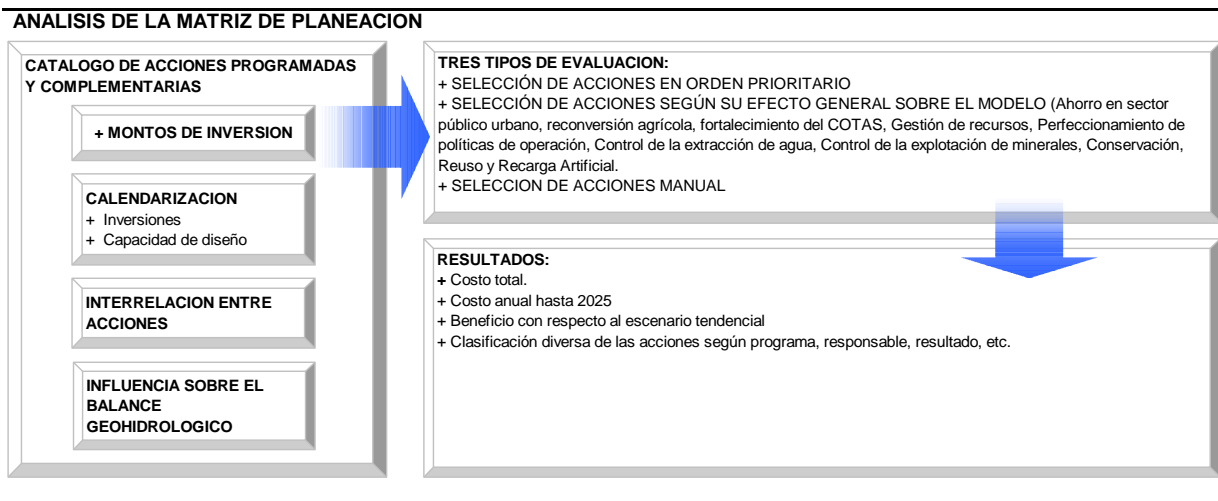 ANALISIS DE LA MATRIZ DE PLANEACION
CATALOGO DE ACCIONES PROGRAMADAS
Y COMPLEMENTARIAS
+ MONTOS DE INVERSION
CALENDARIZACION
+ Inversiones
+ Capacidad de diseño
INTERRELACION ENTRE
ACCIONES
INFLUENCIA SOBRE EL
BALANCE
GEOHIDROLOGICO
TRES TIPOS DE EVALUACION:
+ SELECCIÓN DE ACCIONES EN ORDEN PRIORITARIO
+ SELECCIÓN DE ACCIONES SEGÚN SU EFECTO GENERAL SOBRE EL MODELO (Ahorro en sector
público urbano, reconversión agrícola, fortalecimiento del COTAS, Gestión de recursos, Perfeccionamiento de
políticas de operación, Control de la extracción de agua, Control de la explotación de minerales, Conservación,
Reuso y Recarga Artificial.
+ SELECCION DE ACCIONES MANUAL
RESULTADOS:
+ Costo total.
+ Costo anual hasta 2025
+ Beneficio con respecto al escenario tendencial
+ Clasificación diversa de las acciones según programa, responsable, resultado, etc.